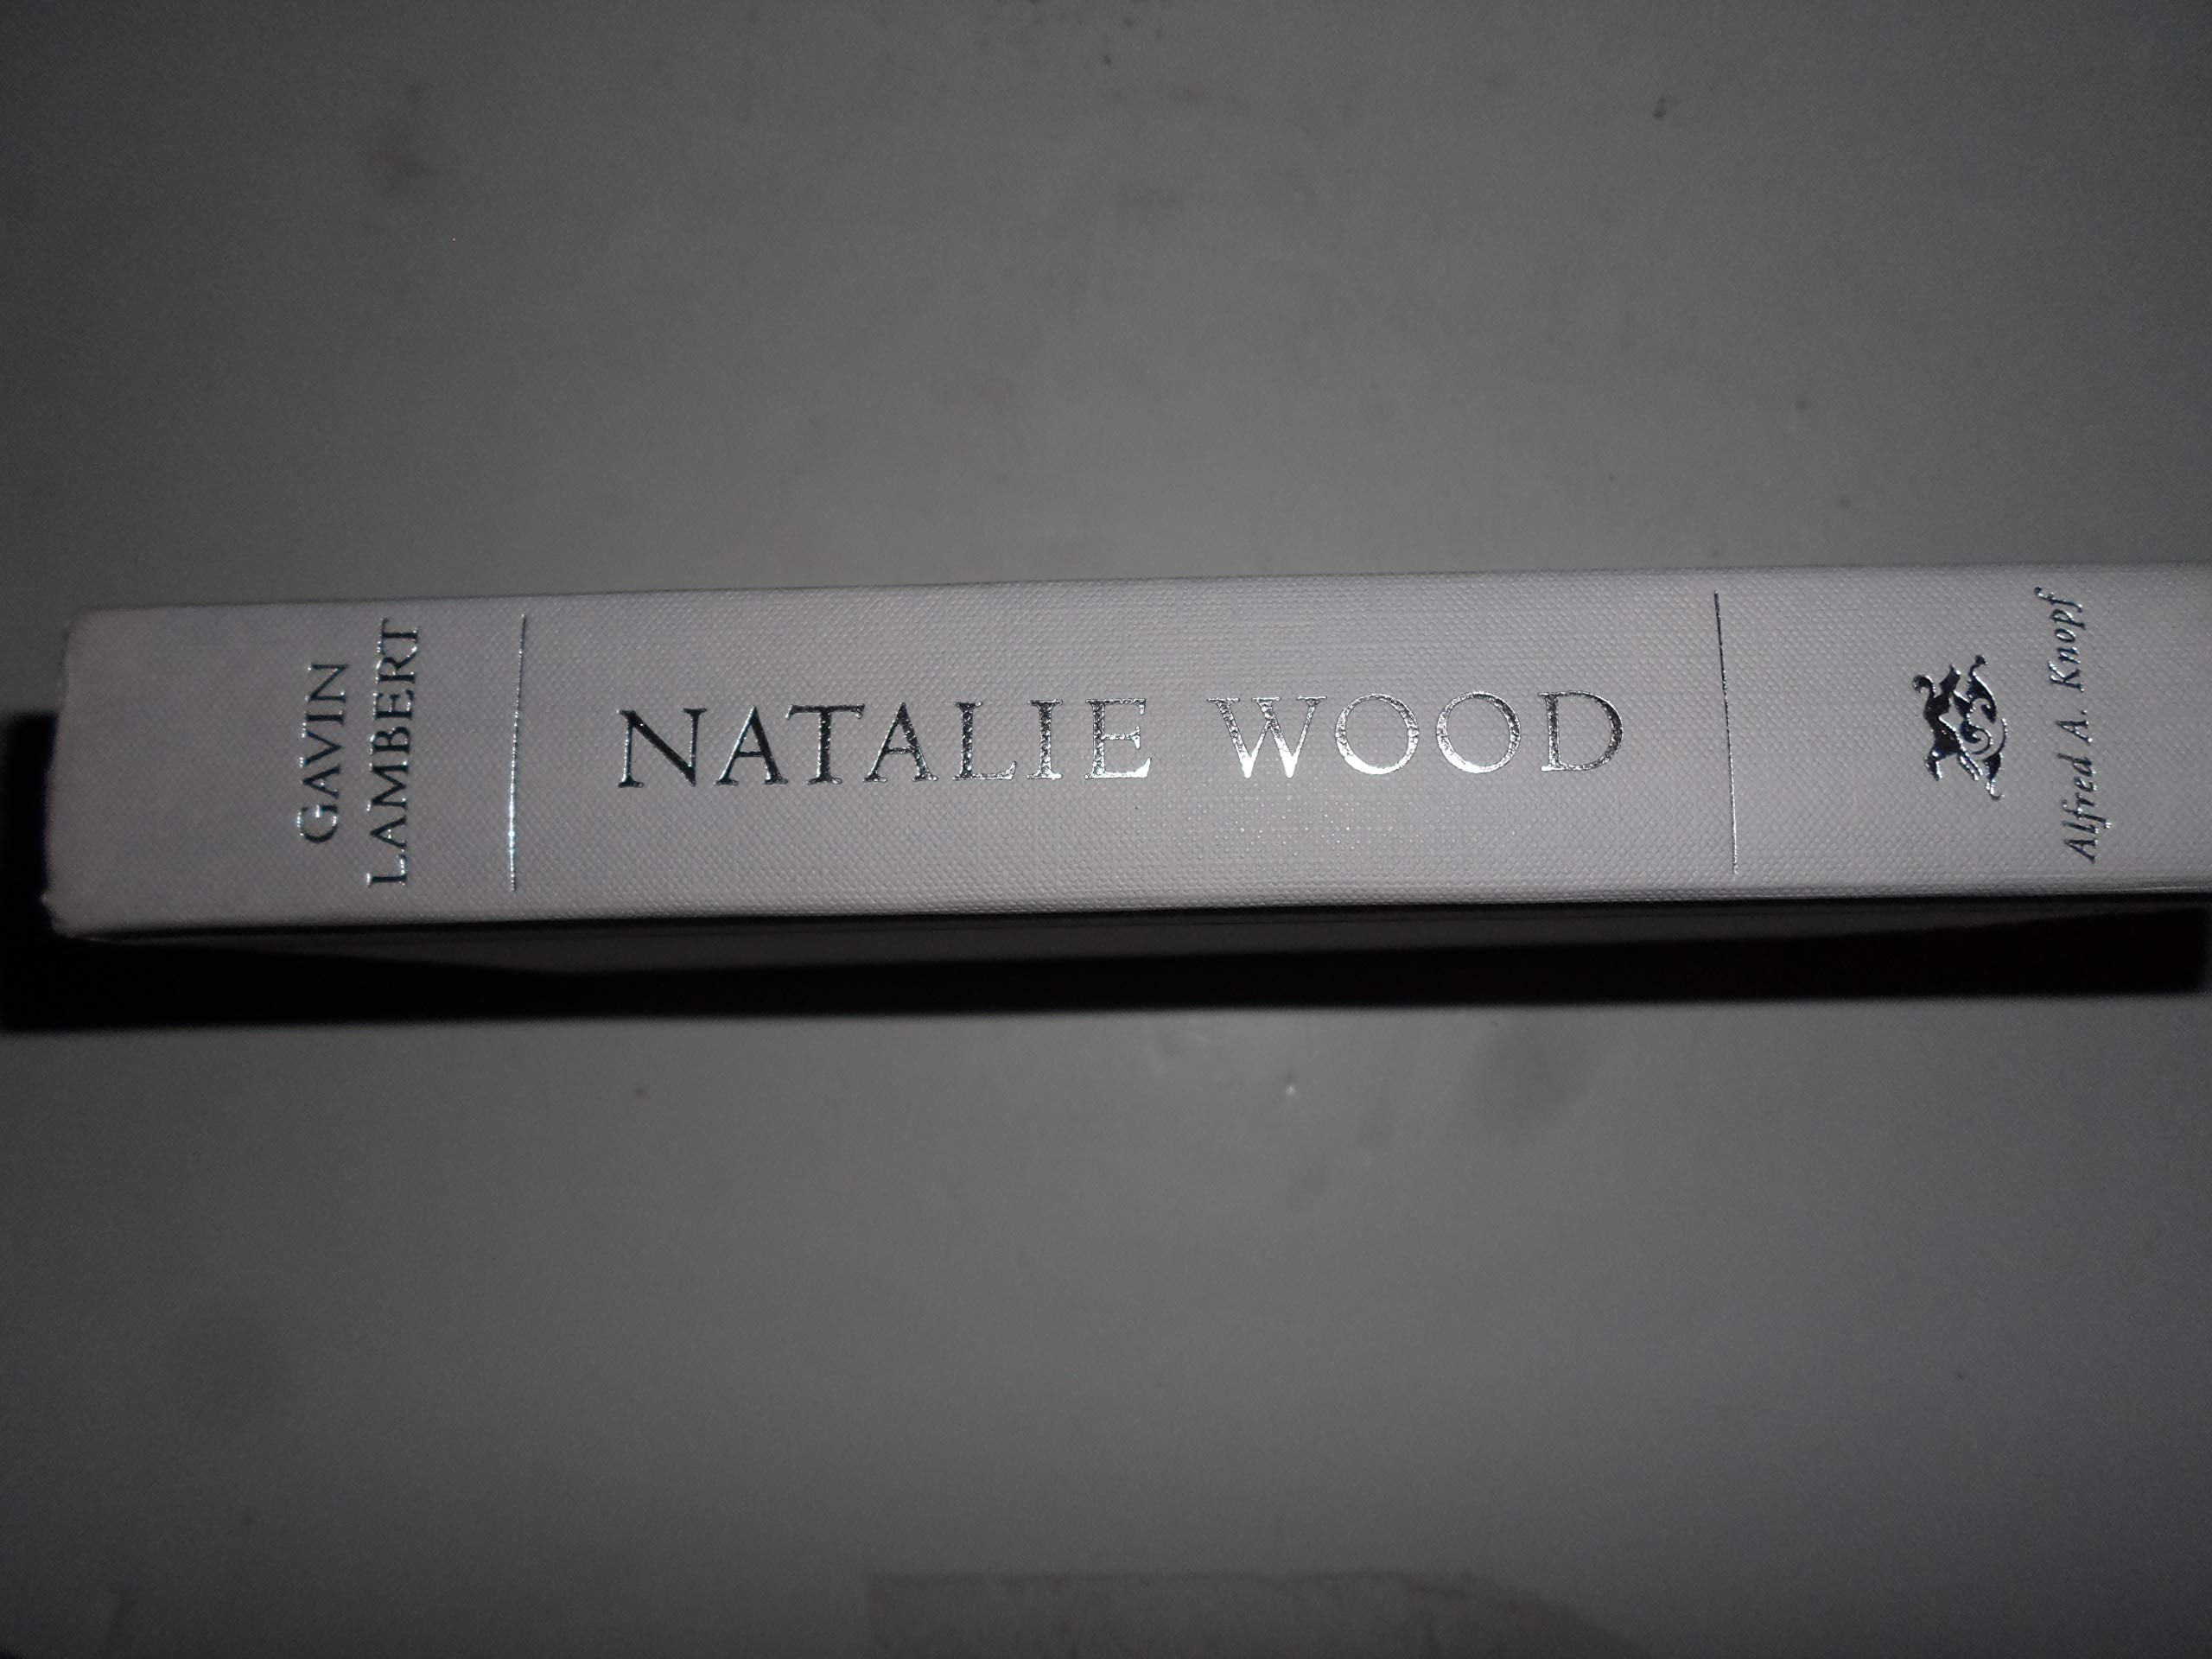 GAVIN
LAMBERT
NATALIE WOOD
Alfred A. Knopf